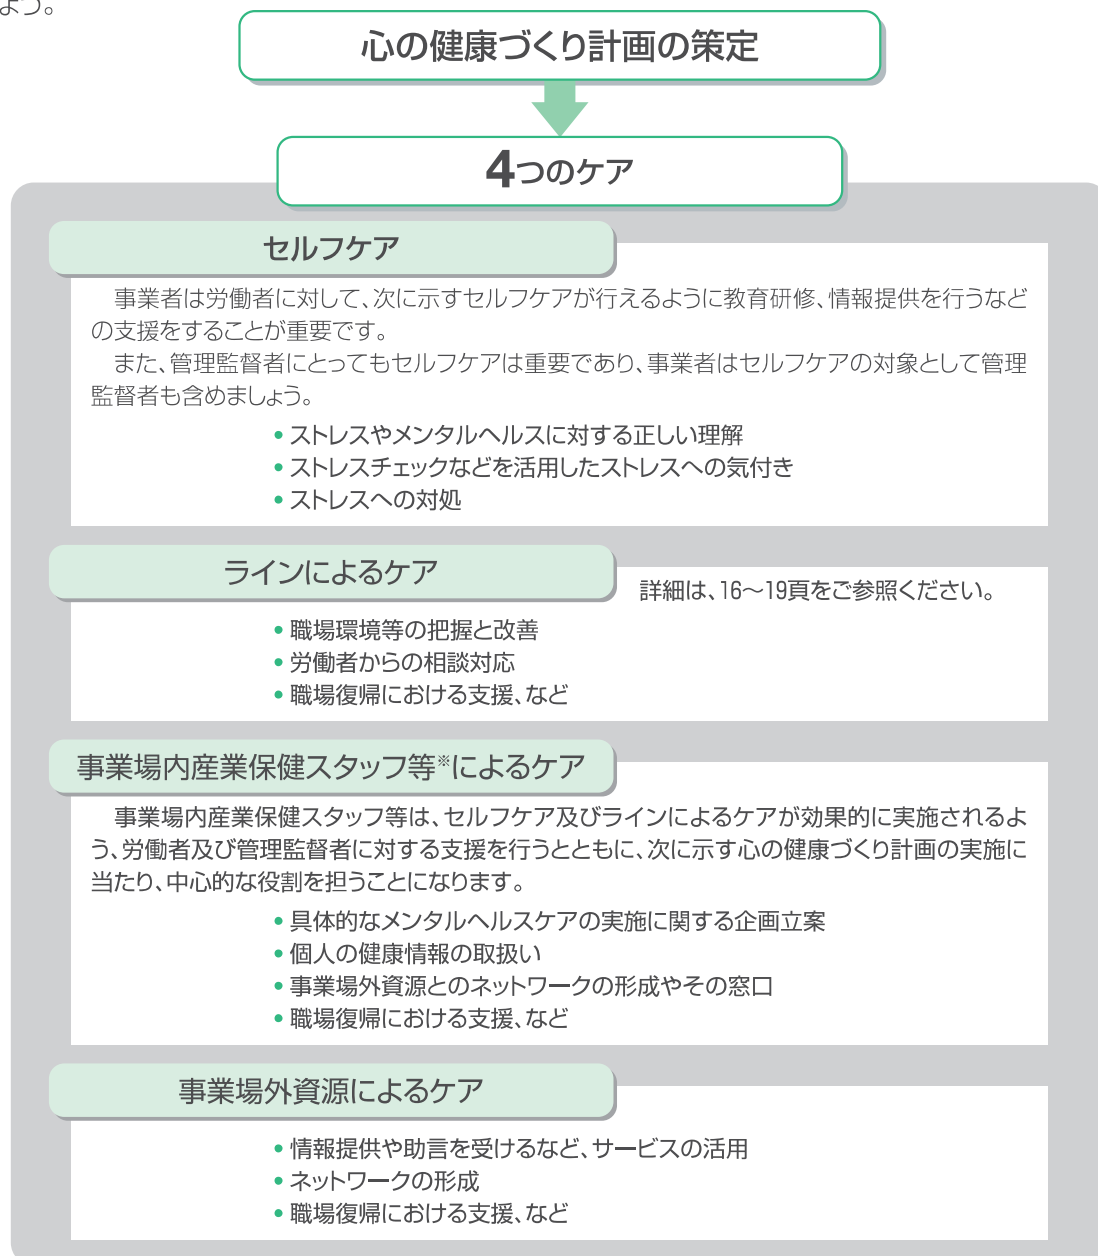 よう。
心の健康づくり計画の策定
4つのケア
セルフケア
事業者は労働者に対して、次に示すセルフケアが行えるように教育研修、情報提供を行うなど
の支援をすることが重要です。
また、管理監督者にとってもセルフケアは重要であり、事業者はセルフケアの対象として管理
監督者も含めましょう。
•ストレスやメンタルヘルスに対する正しい理解
•ストレスチェックなどを活用したストレスへの気付き
•ストレスへの対処
ラインによるケア
詳細は、16〜19頁をご参照ください。
•職場環境等の把握と改善
•労働者からの相談対応
•職場復帰における支援、など
事業場内産業保健スタッフ等※によるケア
事業場内産業保健スタッフ等は、セルフケア及びラインによるケアが効果的に実施されるよ
う、労働者及び管理監督者に対する支援を行うとともに、次に示す心の健康づくり計画の実施に
当たり、中心的な役割を担うことになります。
•具体的なメンタルヘルスケアの実施に関する企画立案
•個人の健康情報の取扱い
•事業場外資源とのネットワークの形成やその窓口
•職場復帰における支援、など
事業場外資源によるケア
•情報提供や助言を受けるなど、サービスの活用
•ネットワークの形成
•職場復帰における支援、など